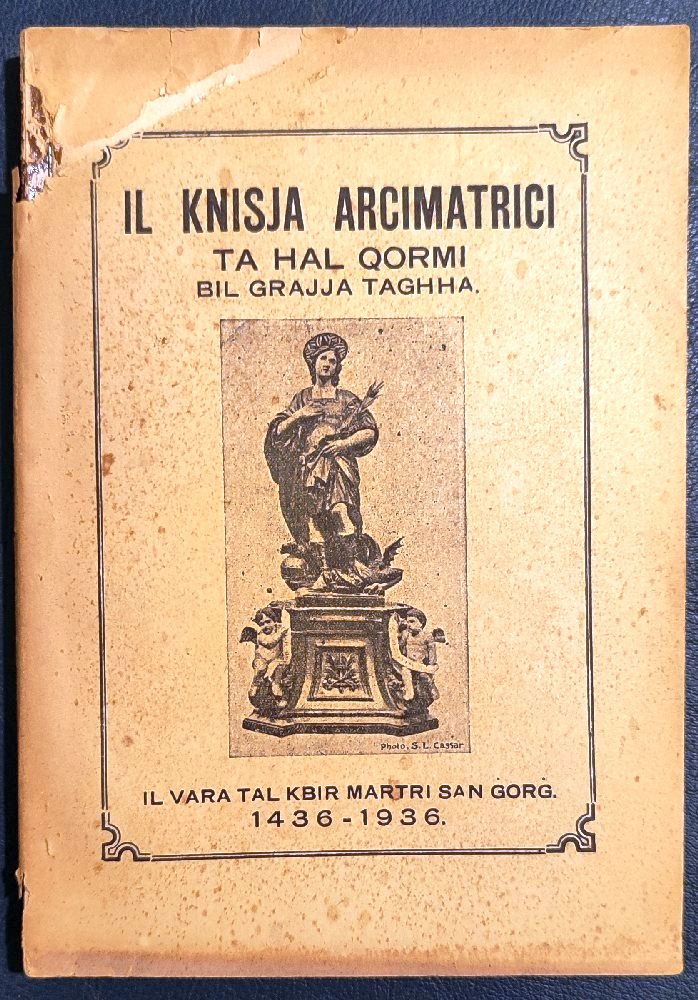 IL KNISJA ARCIMATRICI
TA HAL QORMI
BIL GRAJJA TAGHHA.
Photo. S. L. Cassar
IL VARA TAL KBIR MARTRI SAN ĠORĠ.
1436-1936.